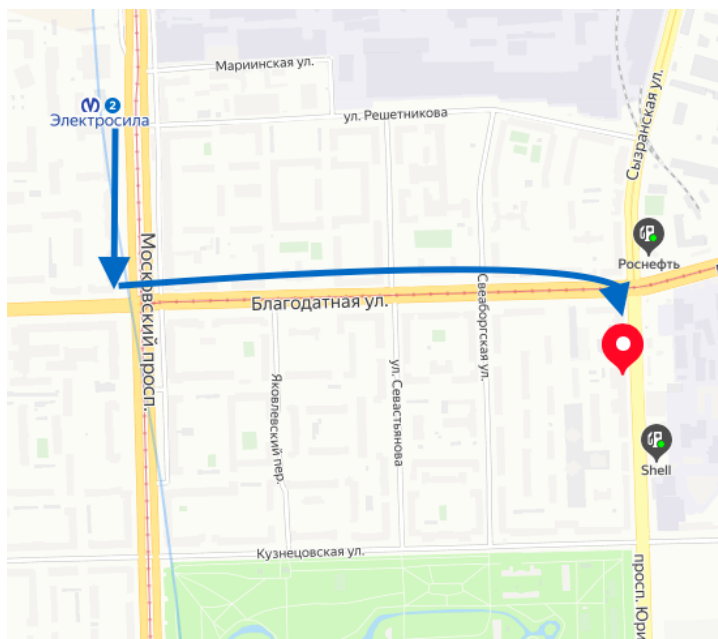 Мариинская ул.
2
Электросила
ул. Решетникова
Сызранская ул.
Роснефть
Московский просп.
Благодатная ул.
Свеаборгская ул.
Яковлевский пер.
ул. Севастьянова
Shell
Кузнецовская ул.
просп. Юри